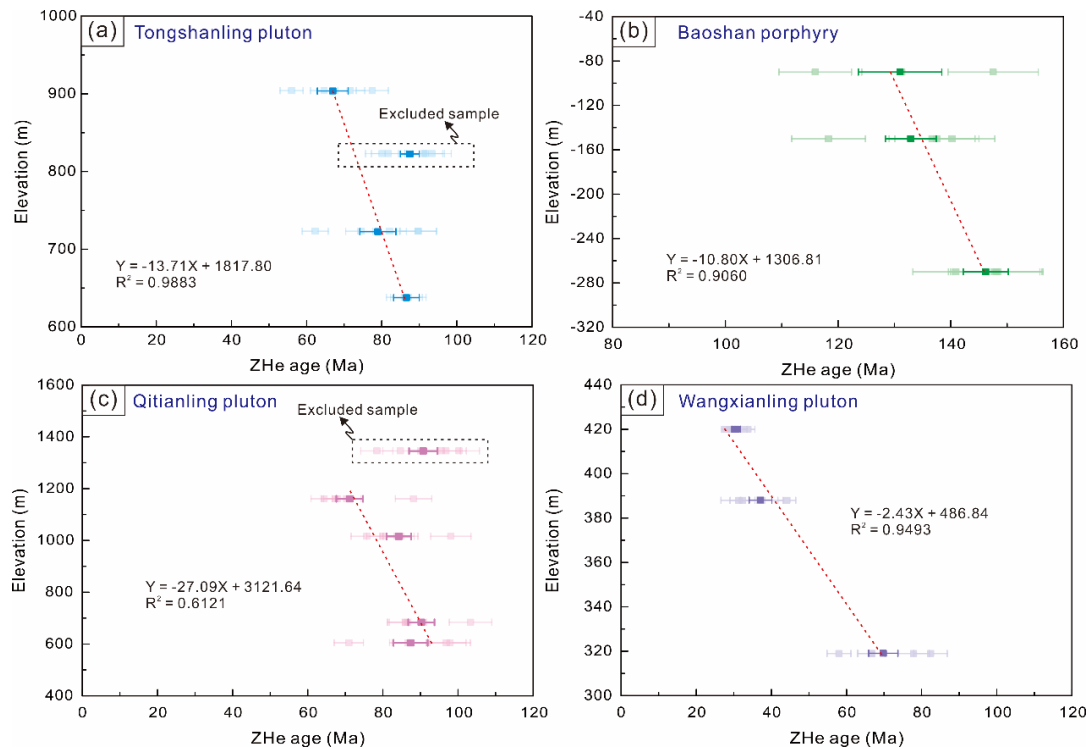 (a) Tongshanling pluton
Excluded sample
Y = -13.71X + 1817.80
R² = 0.9883
Elevation (m)
1000
900
800
700
600
0 20 40 60 80 100 120
ZHe age (Ma)
(b) Baoshan porphyry
Y = -10.80X + 1306.81
R² = 0.9060
Elevation (m)
-40
-80
-120
-160
-200
-240
-280
-320
80 100 120 140 160
ZHe age (Ma)
(c) Qitianling pluton
Excluded sample
Y = -27.09X + 3121.64
R² = 0.6121
Elevation (m)
1600
1400
1200
1000
800
600
400
0 20 40 60 80 100 120
ZHe age (Ma)
(d) Wangxianling pluton
Y = -2.43X + 486.84
R² = 0.9493
Elevation (m)
440
420
400
380
360
340
320
300
0 20 40 60 80 100 120
ZHe age (Ma)